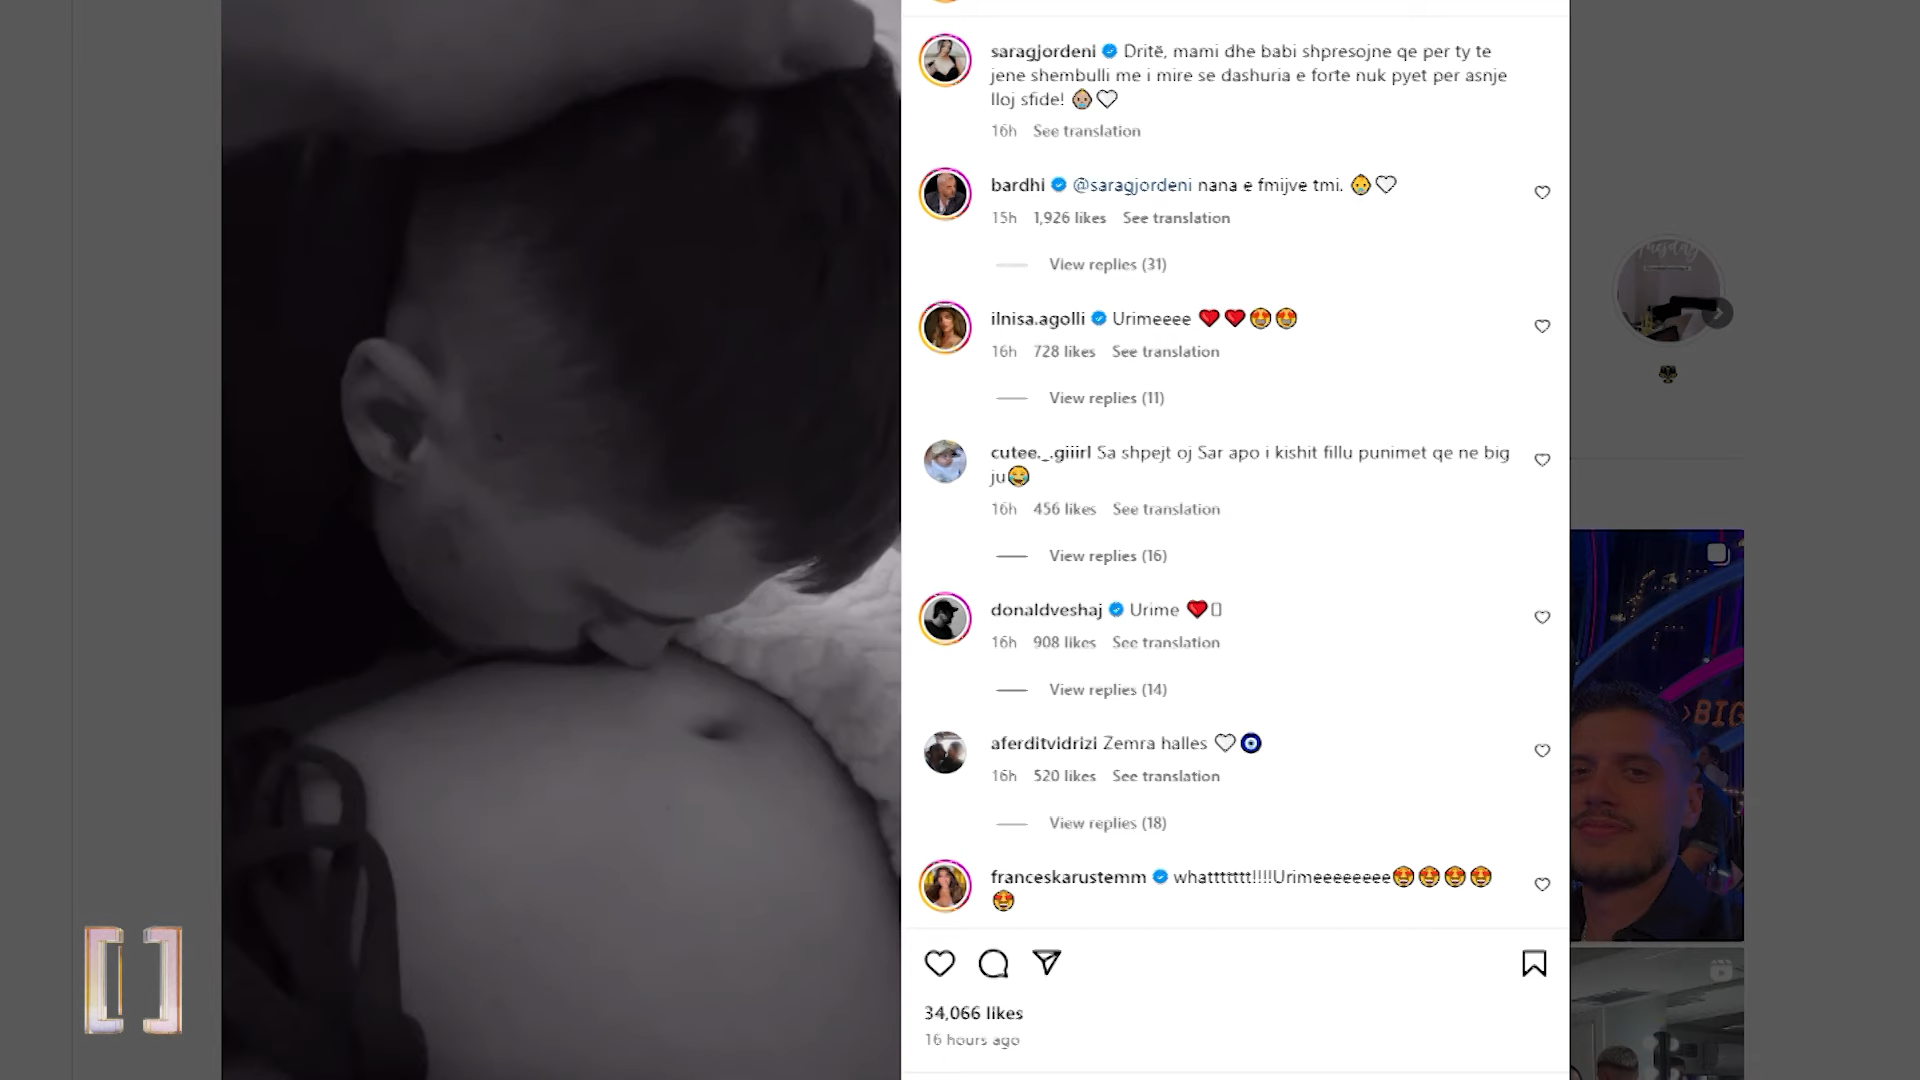 saragjordeni Dritë, mami dhe babi shpresojne qe per ty te
jene shembulli me i mire se dashuria e forte nuk pyet per asnje
lloj sfide! 👶🏼🤍
16h See translation
bardhi @saragjordeni nana e fmijve tmi. 👶🤍
15h 1,926 likes See translation
View replies (31)
ilnisa.agolli Urimeeee ❤️❤️😍😍
16h 728 likes See translation
View replies (11)
cutee._.giiirl Sa shpejt oj Sar apo i kishit fillu punimet qe ne big
ju😂
16h 456 likes See translation
View replies (16)
donaldveshaj Urime ❤️
16h 908 likes See translation
View replies (14)
aferditvidrizi Zemra halles 🤍🧿
16h 520 likes See translation
View replies (18)
franceskarustemm whattttttt!!!!Urimeeeeeeee😍😍😍😍
😍
34,066 likes
16 hours ago
BIG